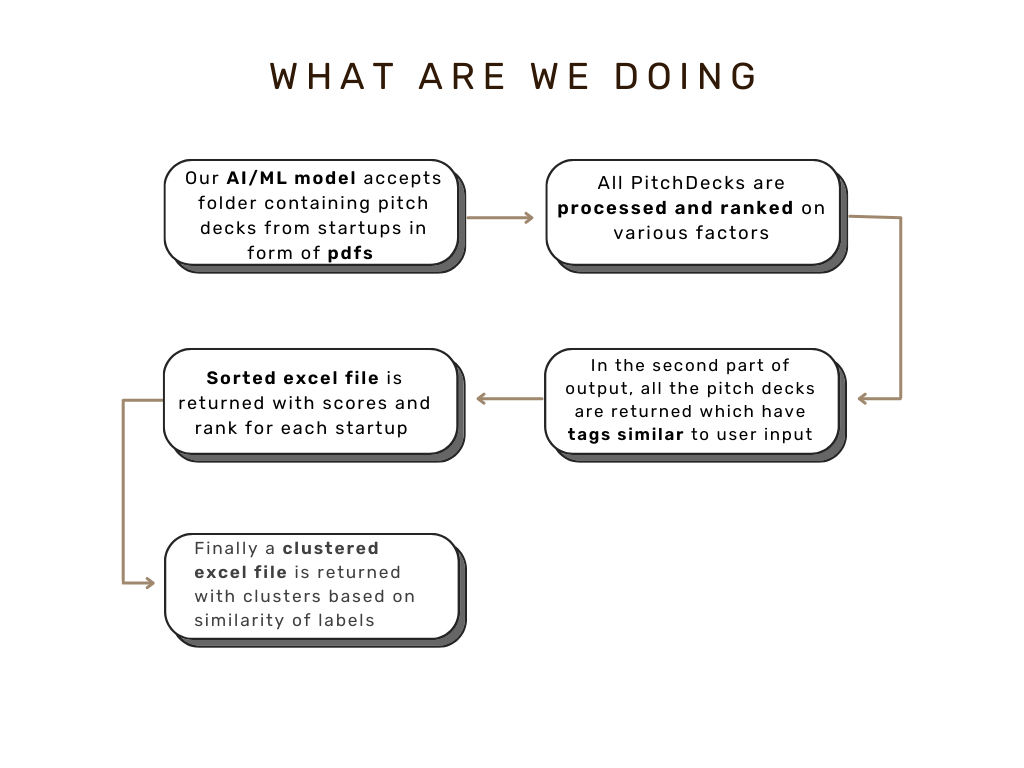 WHAT ARE WE DOING
Our AI/ML model accepts
folder containing pitch
decks from startups in
form of pdfs
All PitchDecks are
processed and ranked on
various factors
In the second part of
output, all the pitch decks
are returned which have
tags similar to user input
Sorted excel file is
returned with scores and
rank for each startup
Finally a clustered
excel file is returned
with clusters based on
similarity of labels